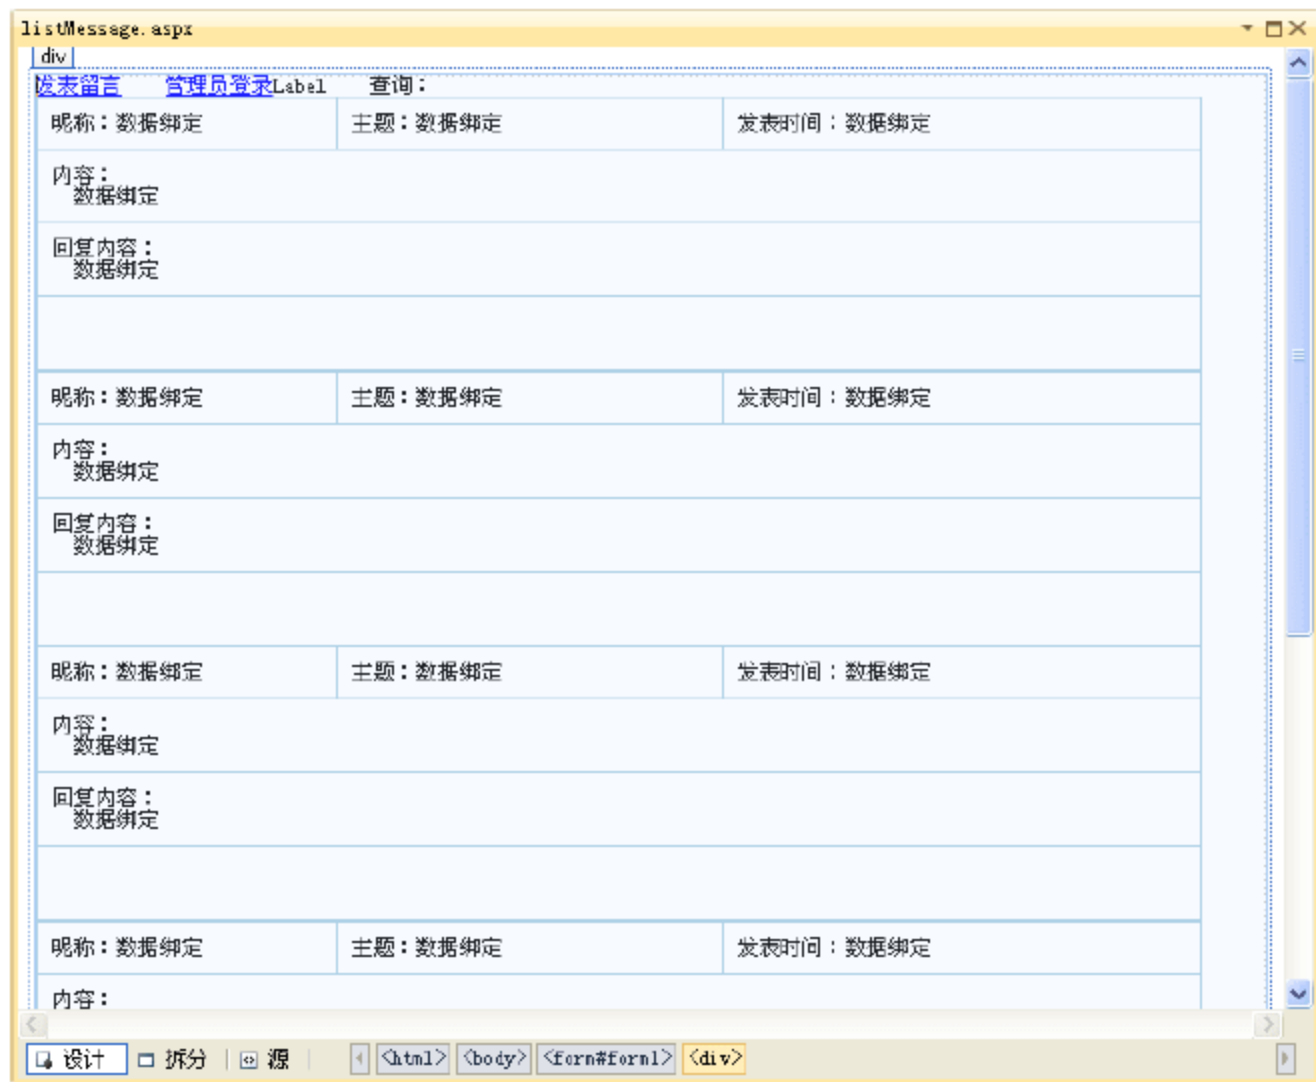 listMessage.aspx
div
发表留言 管理员登录Label 查询：
昵称：数据绑定 主题：数据绑定 发表时间：数据绑定
内容：
数据绑定
回复内容：
数据绑定
昵称：数据绑定 主题：数据绑定 发表时间：数据绑定
内容：
数据绑定
回复内容：
数据绑定
昵称：数据绑定 主题：数据绑定 发表时间：数据绑定
内容：
数据绑定
回复内容：
数据绑定
昵称：数据绑定 主题：数据绑定 发表时间：数据绑定
内容：
设计 拆分 源 <html> <body> <form#form1> <div>